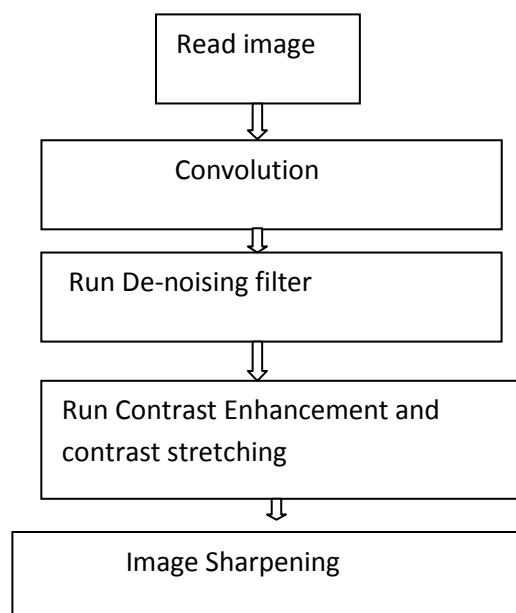 Read image
Convolution
Run De-noising filter
Run Contrast Enhancement and
contrast stretching
Image Sharpening